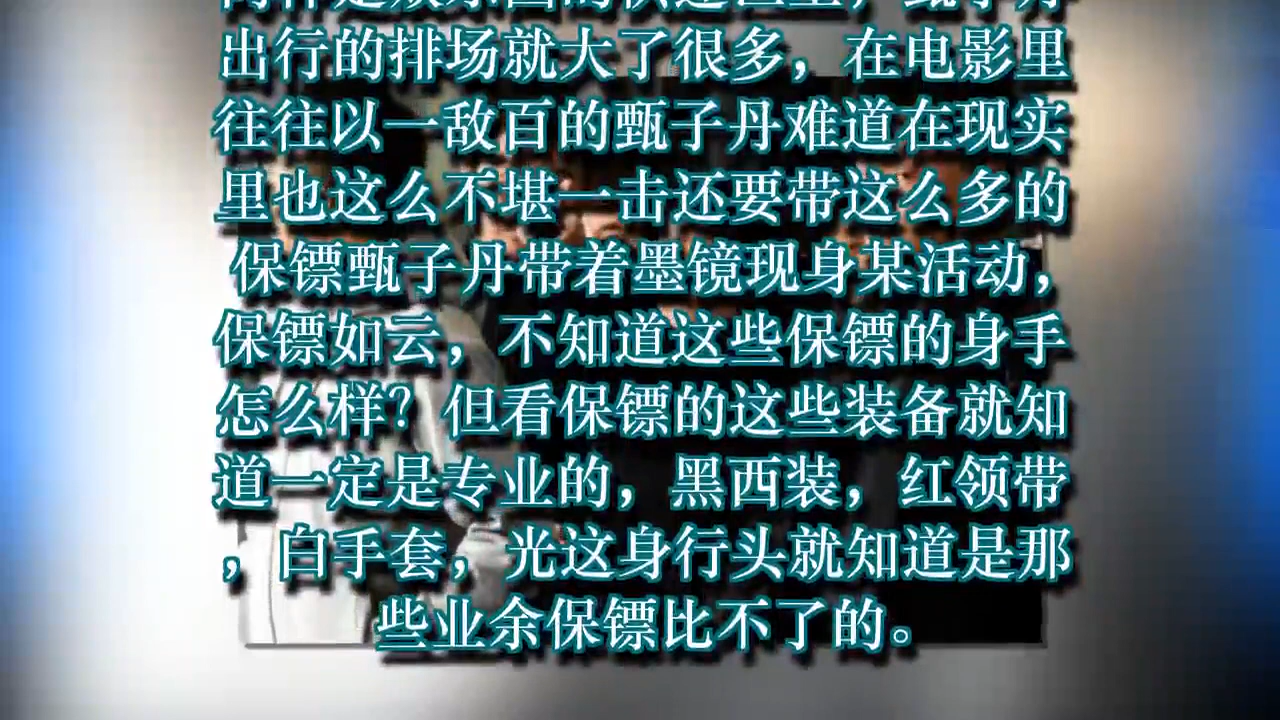 出行的排场就大了很多，在电影里
往往以一敌百的甄子丹难道在现实
里也这么不堪一击还要带这么多的
保镖甄子丹带着墨镜现身某活动，
保镖如云，不知道这些保镖的身手
怎么样？但看保镖的这些装备就知
道一定是专业的，黑西装，红领带
，白手套，光这身行头就知道是那
些业余保镖比不了的。